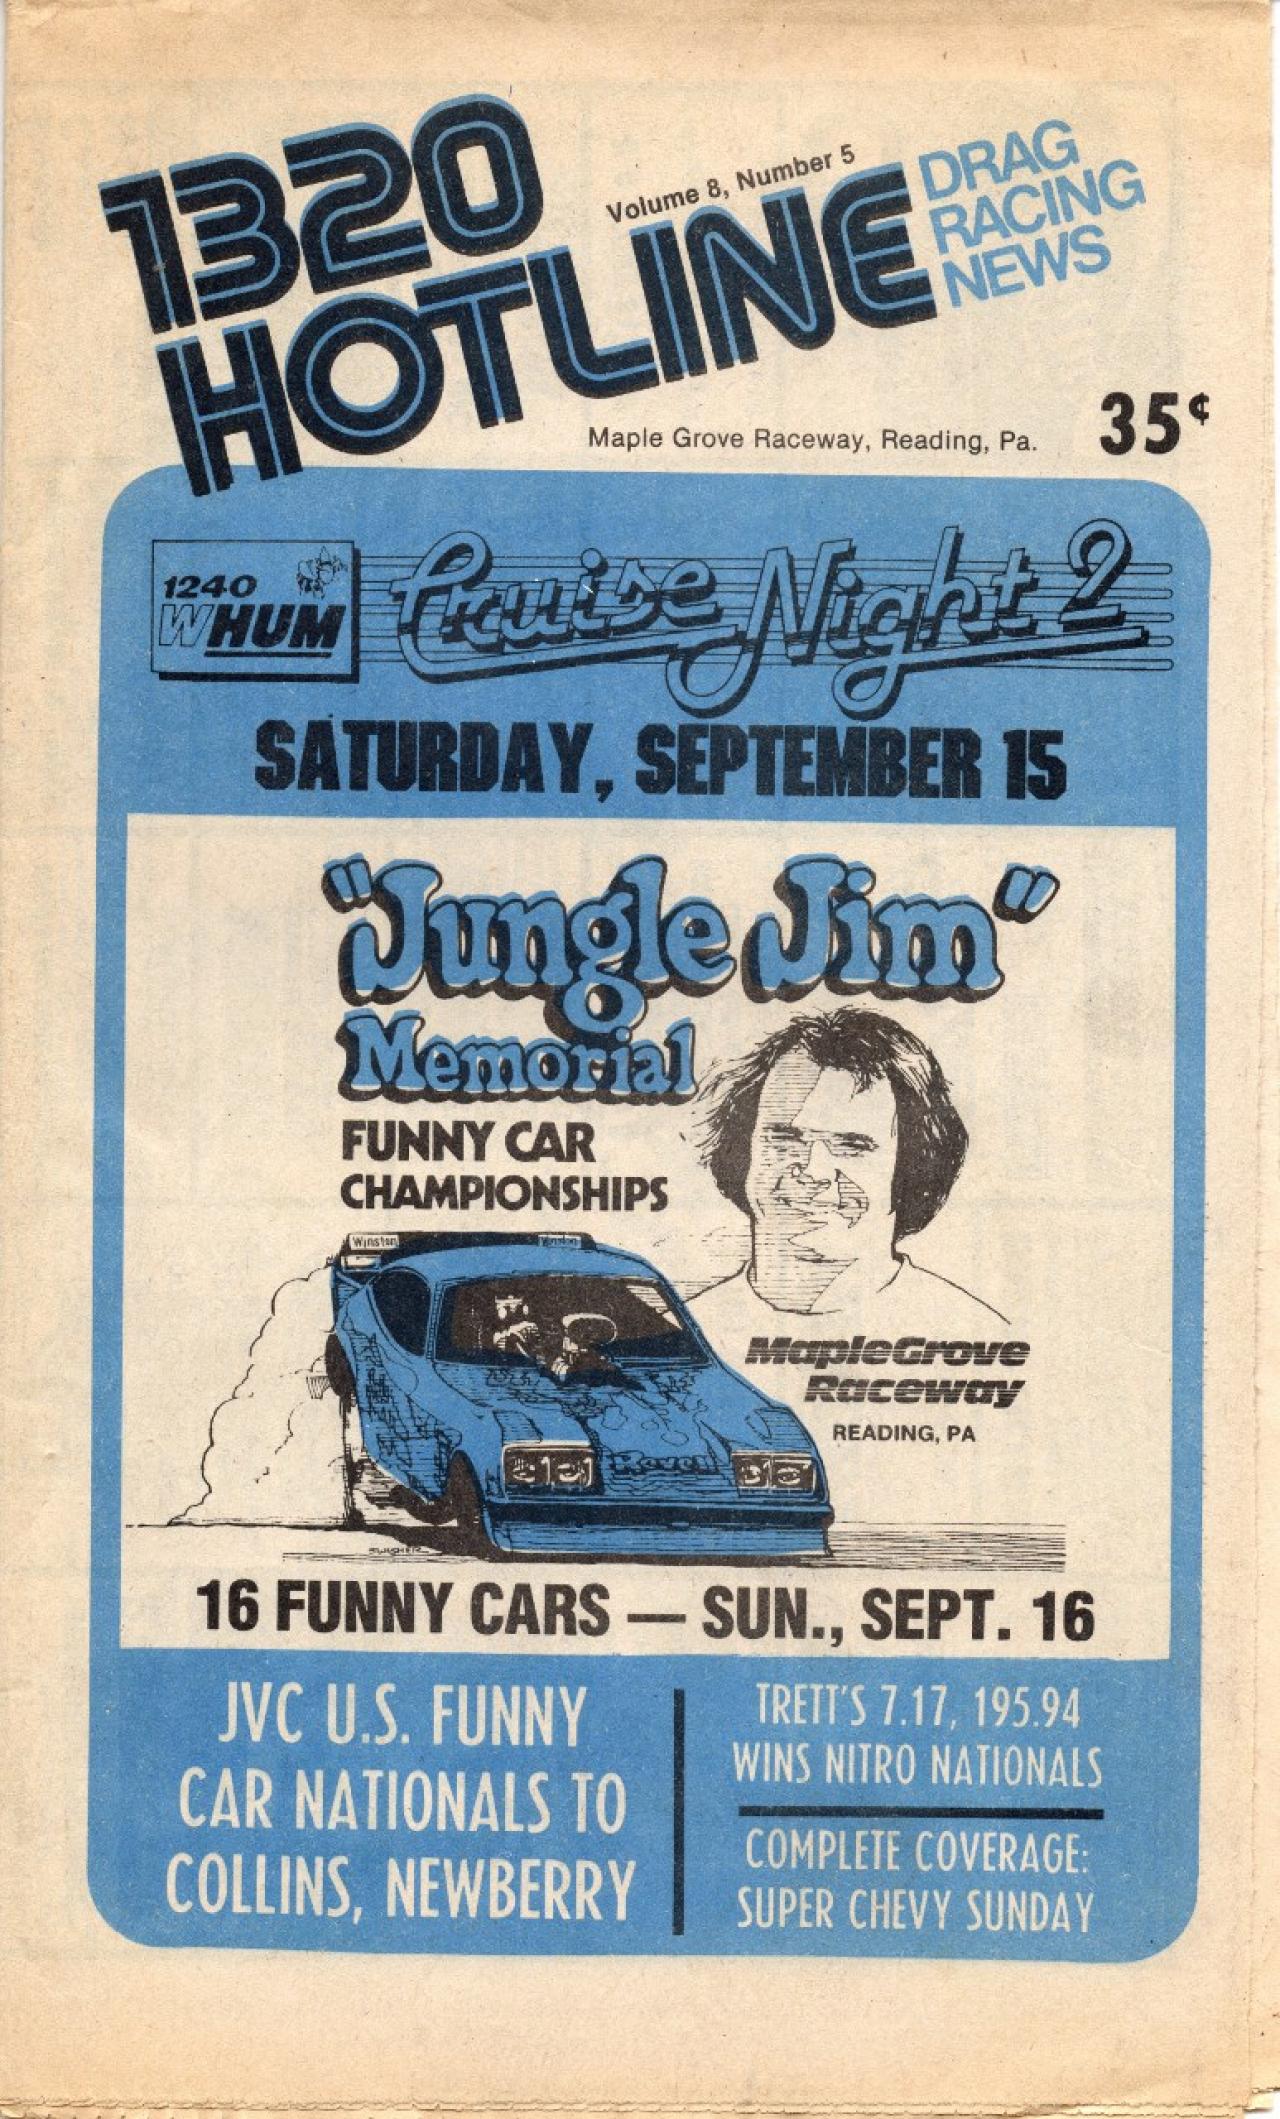 1320
HOTLINE
Volume 8, Number 5
DRAG
RACING
NEWS
Maple Grove Raceway, Reading, Pa.
35¢
1240
WHUM
Cruise Night 2
SATURDAY, SEPTEMBER 15
"Jungle Jim"
Memorial
FUNNY CAR
CHAMPIONSHIPS
Winston
Winston
MapleGrove
Raceway
READING, PA
SWISHER
16 FUNNY CARS — SUN., SEPT. 16
JVC U.S. FUNNY
CAR NATIONALS TO
COLLINS, NEWBERRY
TRETT'S 7.17, 195.94
WINS NITRO NATIONALS
COMPLETE COVERAGE:
SUPER CHEVY SUNDAY